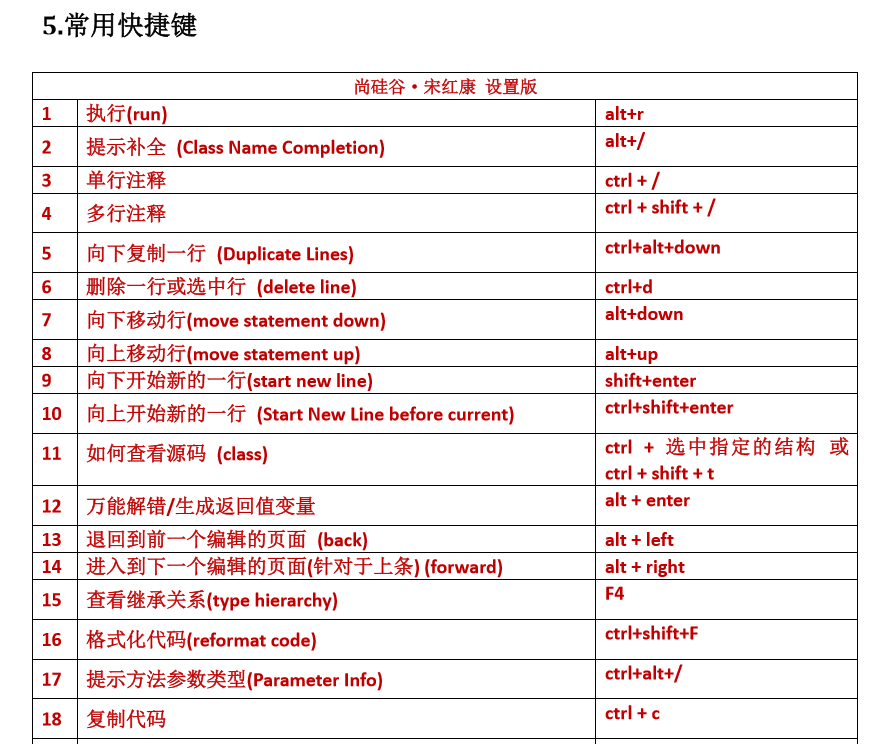 5.常用快捷键
尚硅谷·宋红康 设置版
1 执行(run) alt+r
2 提示补全 (Class Name Completion) alt+/
3 单行注释 ctrl + /
4 多行注释 ctrl + shift + /
5 向下复制一行 (Duplicate Lines) ctrl+alt+down
6 删除一行或选中行 (delete line) ctrl+d
7 向下移动行(move statement down) alt+down
8 向上移动行(move statement up) alt+up
9 向下开始新的一行(start new line) shift+enter
10 向上开始新的一行 (Start New Line before current) ctrl+shift+enter
11 如何查看源码 (class) ctrl + 选中指定的结构 或
ctrl + shift + t
12 万能解错/生成返回值变量 alt + enter
13 退回到前一个编辑的页面 (back) alt + left
14 进入到下一个编辑的页面(针对于上条) (forward) alt + right
15 查看继承关系(type hierarchy) F4
16 格式化代码(reformat code) ctrl+shift+F
17 提示方法参数类型(Parameter Info) ctrl+alt+/
18 复制代码 ctrl + c